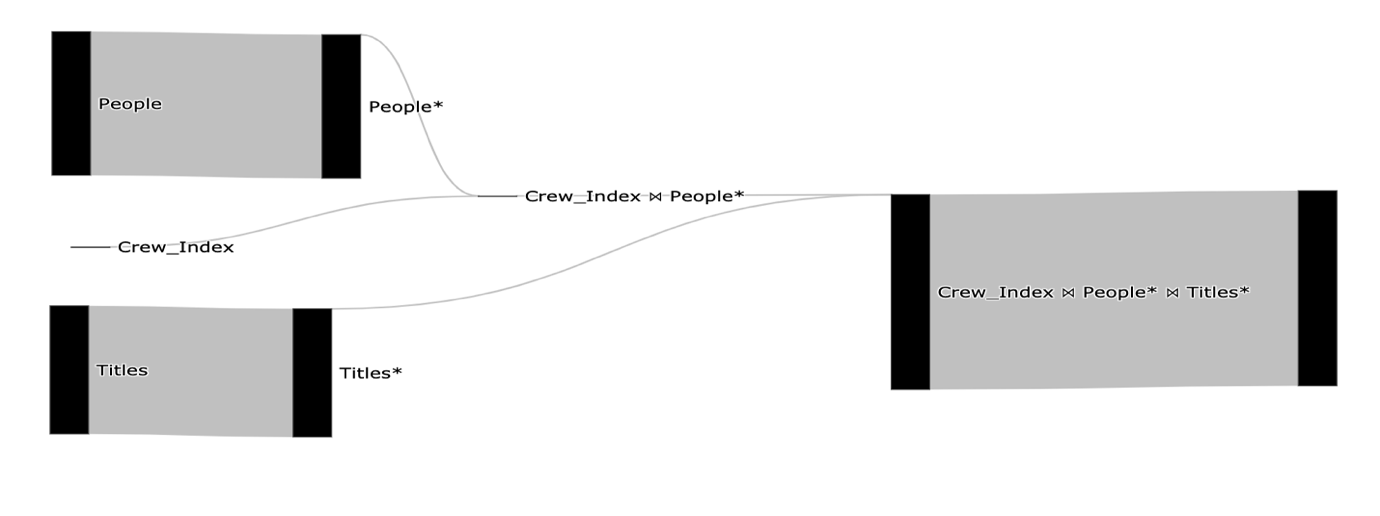 People
People*
Crew_Index ⋈ People*
Crew_Index
Crew_Index ⋈ People* ⋈ Titles*
Titles
Titles*